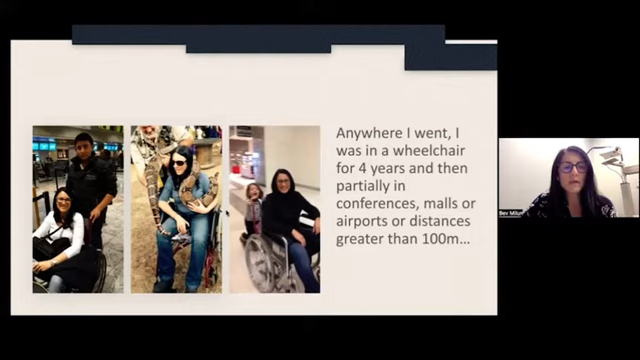 Anywhere I went, I
was in a wheelchair
for 4 years and then
partially in
conferences, malls or
airports or distances
greater than 100m...
Bev Milun